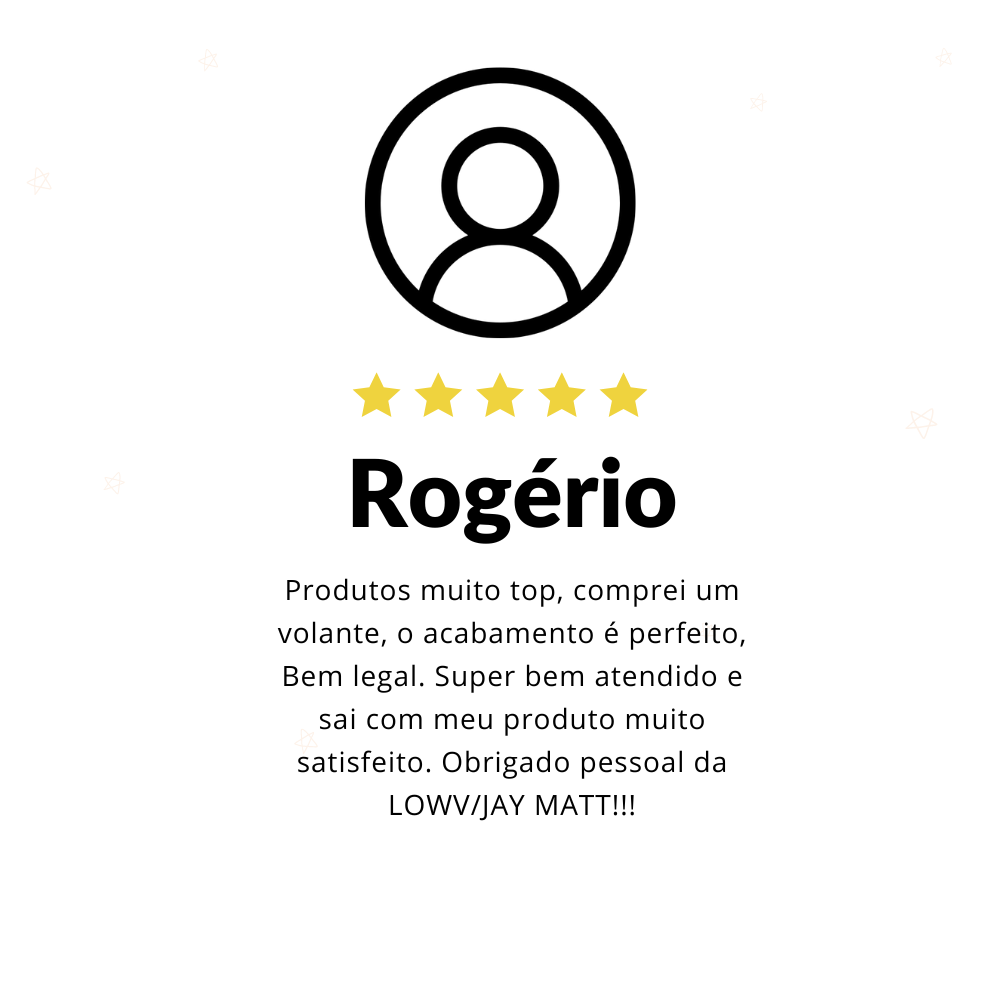 Rogério
Produtos muito top, comprei um
volante, o acabamento é perfeito,
Bem legal. Super bem atendido e
sai com meu produto muito
satisfeito. Obrigado pessoal da
LOWV/JAY MATT!!!